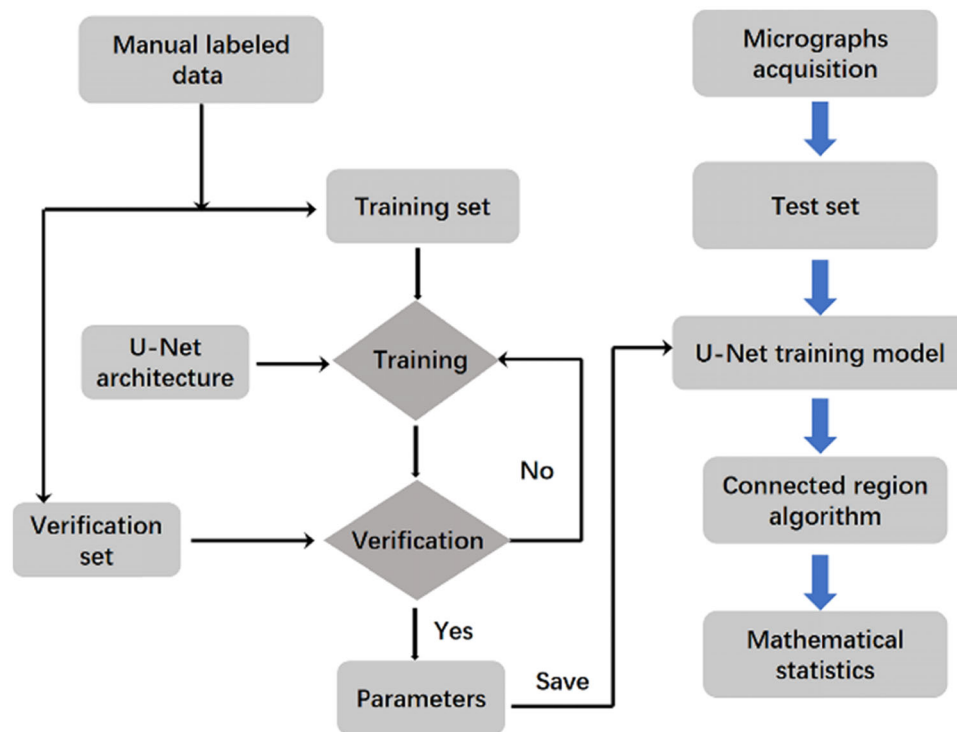 Manual labeled
data
Training set
U-Net
architecture
Training
No
Verification
set
Verification
Yes
Parameters
Save
Micrographs
acquisition
Test set
U-Net training model
Connected region
algorithm
Mathematical
statistics